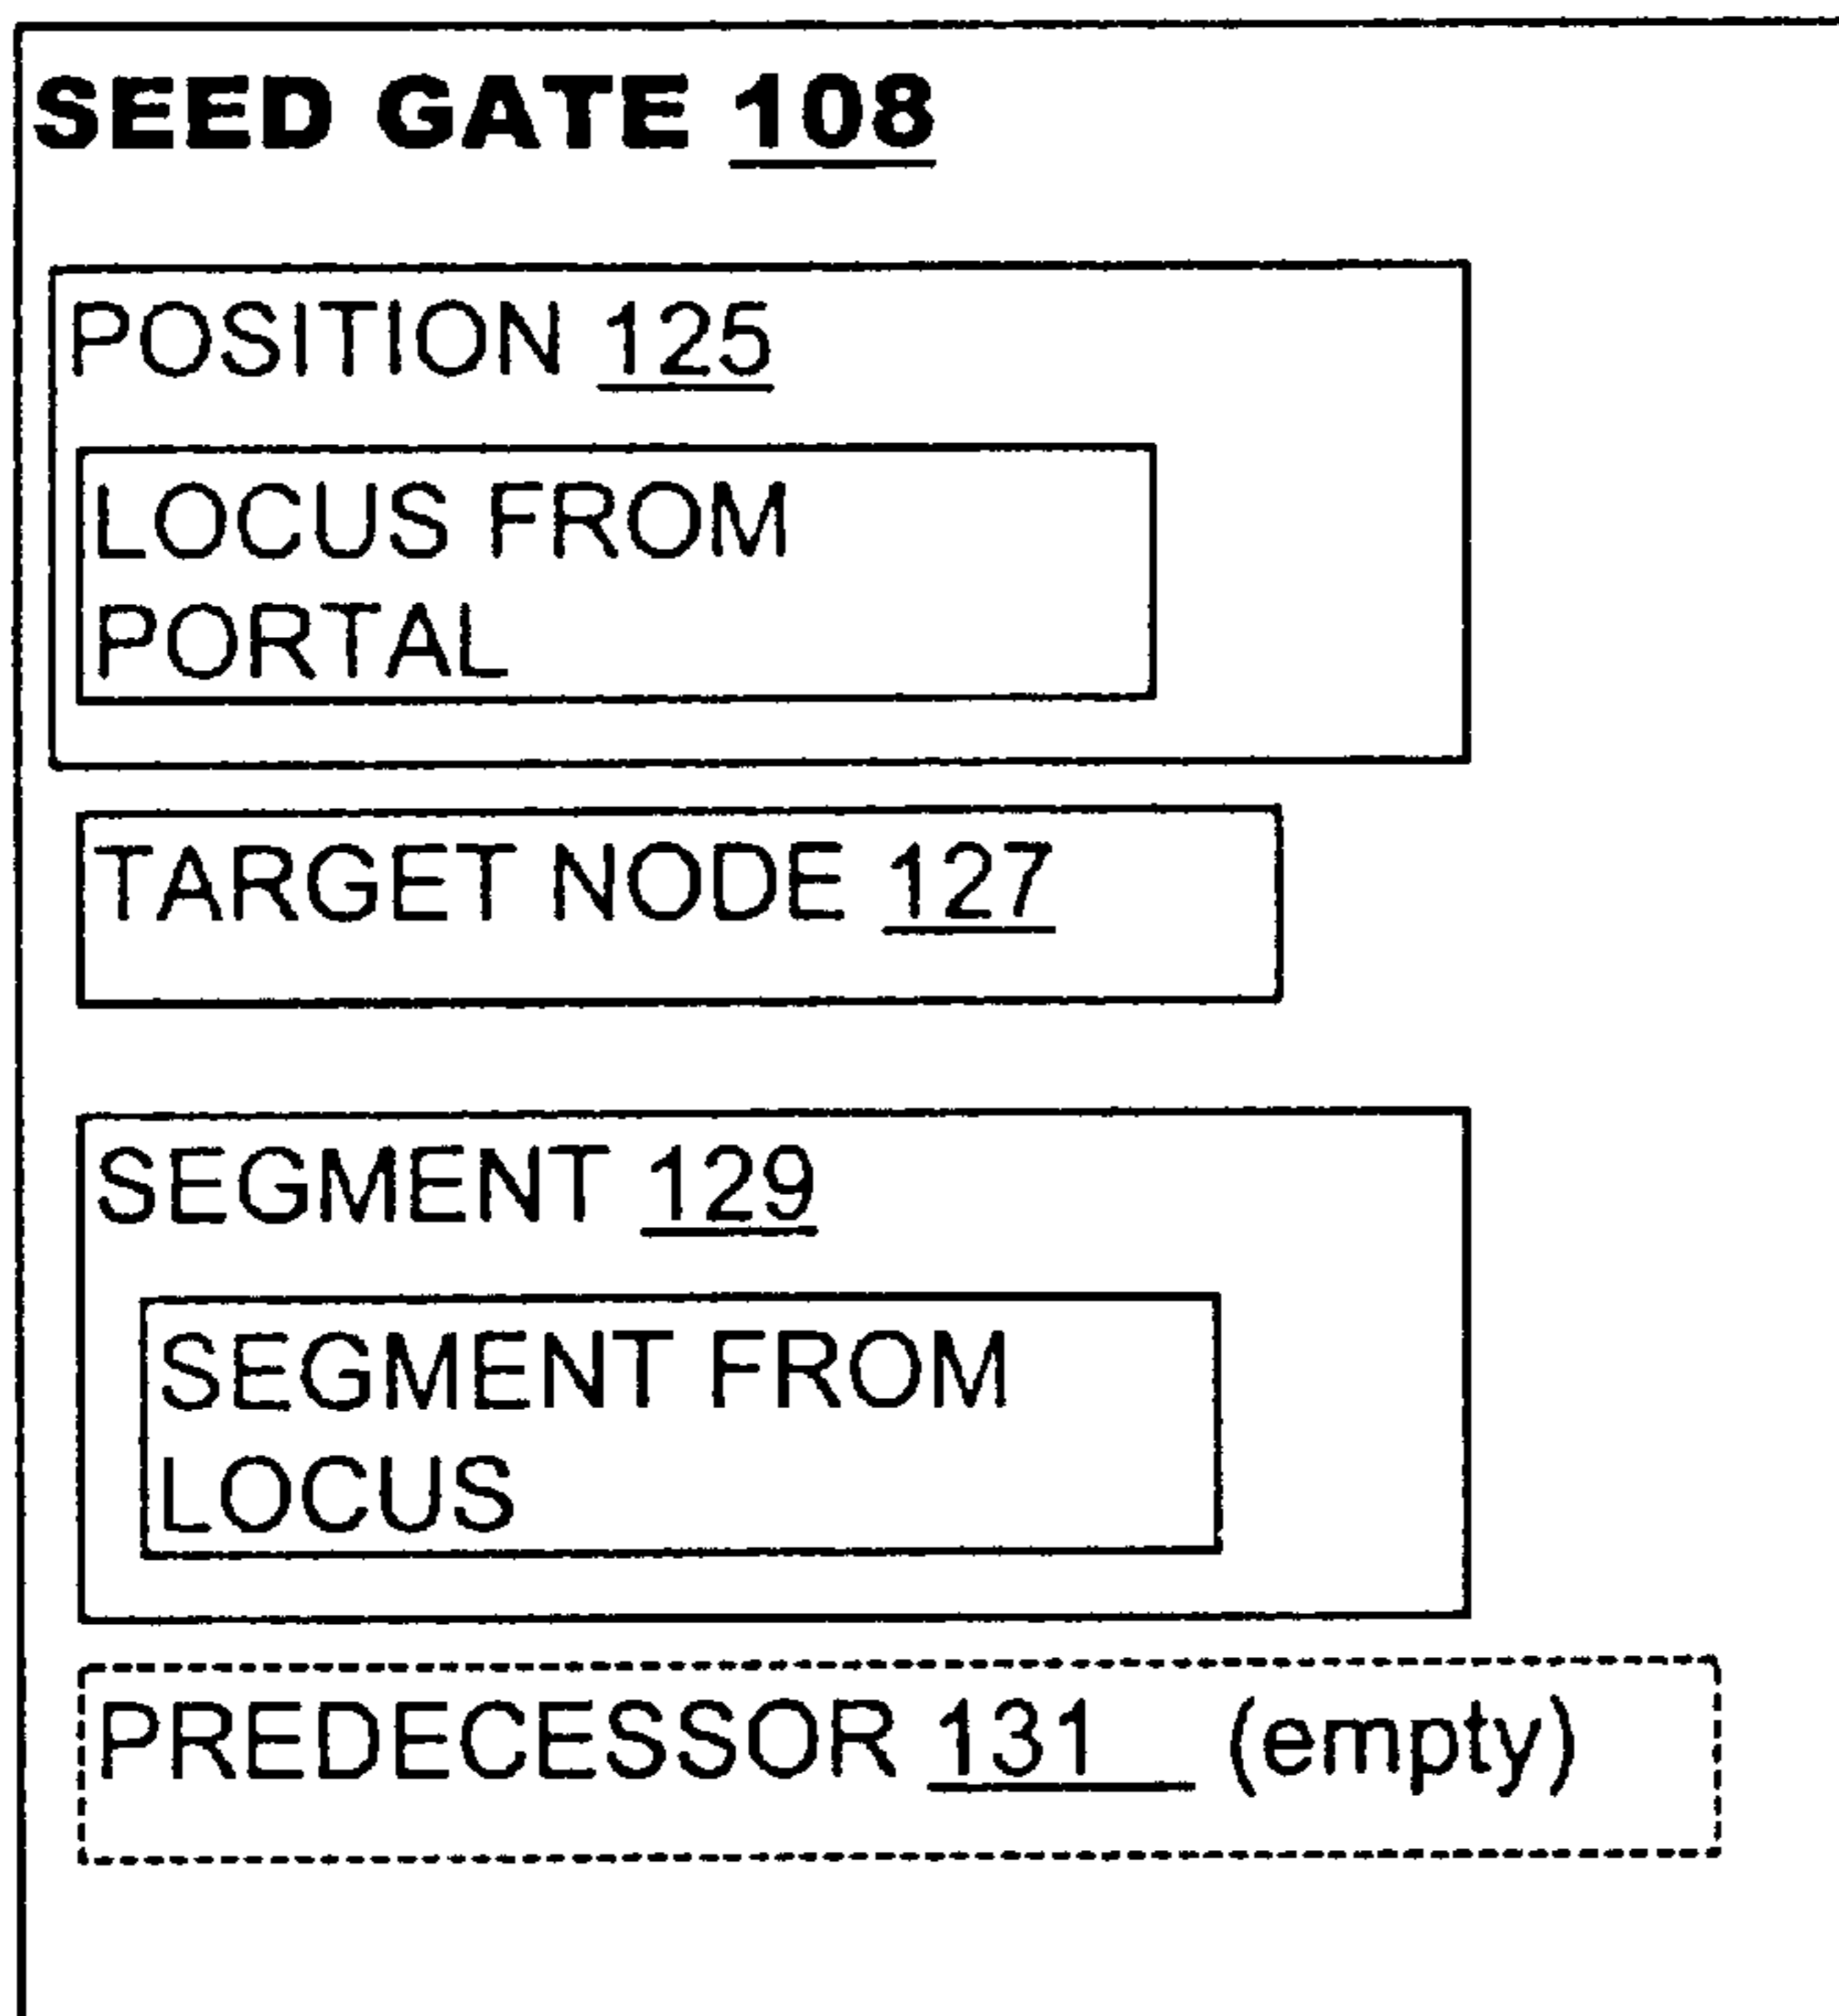 SEED GATE 108
POSITION 125
LOCUS FROM
PORTAL
TARGET NODE 127
SEGMENT 129
SEGMENT FROM
LOCUS
PREDECESSOR 131 (empty)